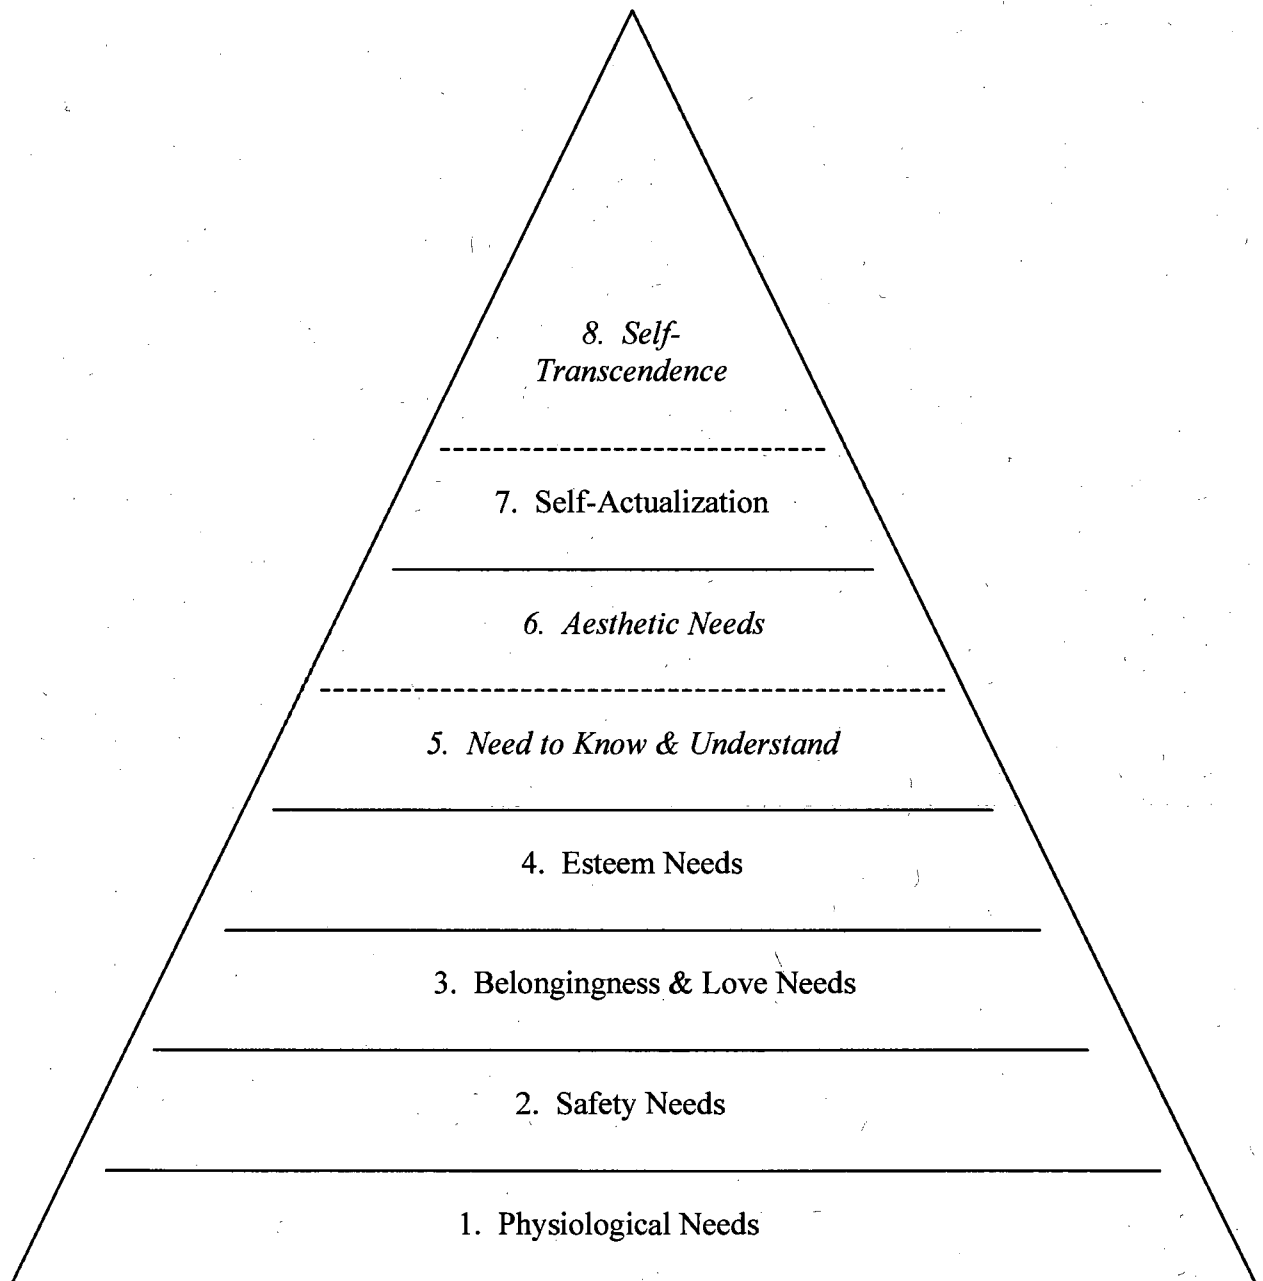 8. Self-
Transcendence
7. Self-Actualization
6. Aesthetic Needs
5. Need to Know & Understand
4. Esteem Needs
3. Belongingness & Love Needs
2. Safety Needs
1. Physiological Needs